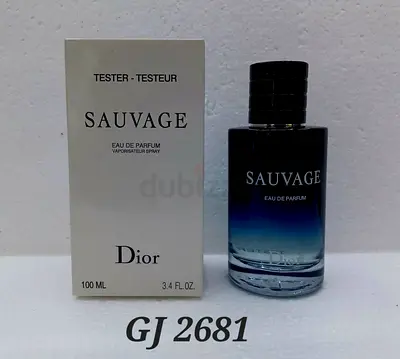 TESTER - TESTEUR
SAUVAGE
EAU DE PARFUM
VAPORISATEUR SPRAY
Dior
100 ML 3.4 FL.OZ.
SAUVAGE
EAU DE PARFUM
Dior
dubizzle
GJ 2681